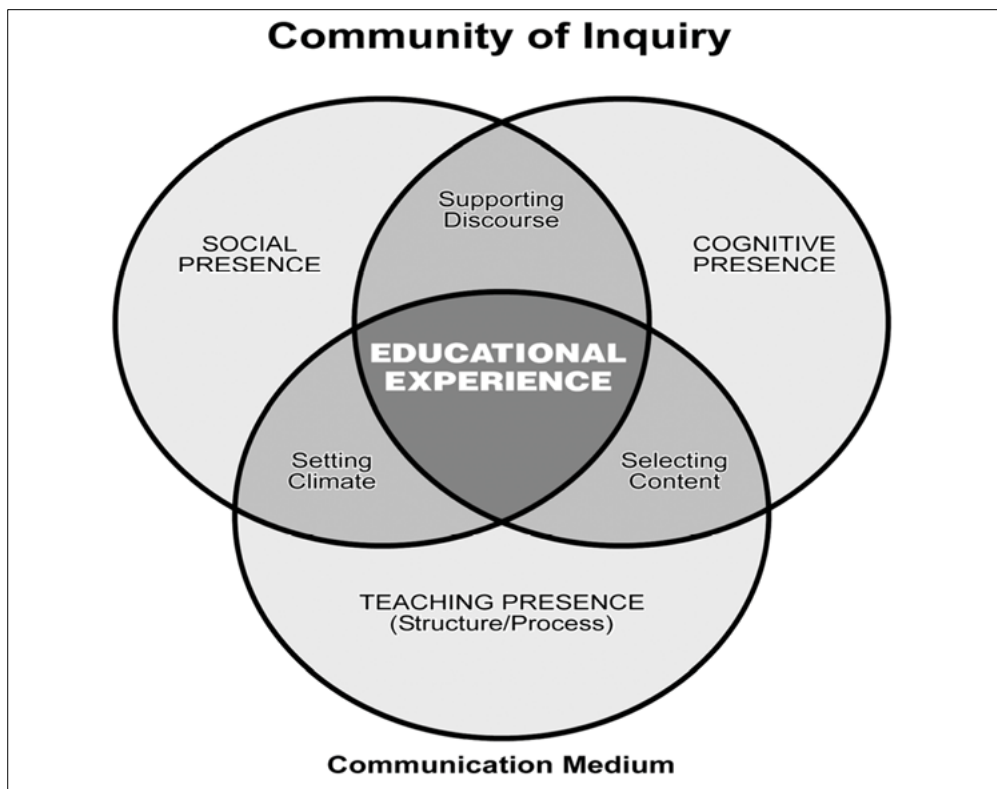 Community of Inquiry
Supporting
Discourse
SOCIAL
PRESENCE
COGNITIVE
PRESENCE
EDUCATIONAL
EXPERIENCE
Setting
Climate
Selecting
Content
TEACHING PRESENCE
(Structure/Process)
Communication Medium